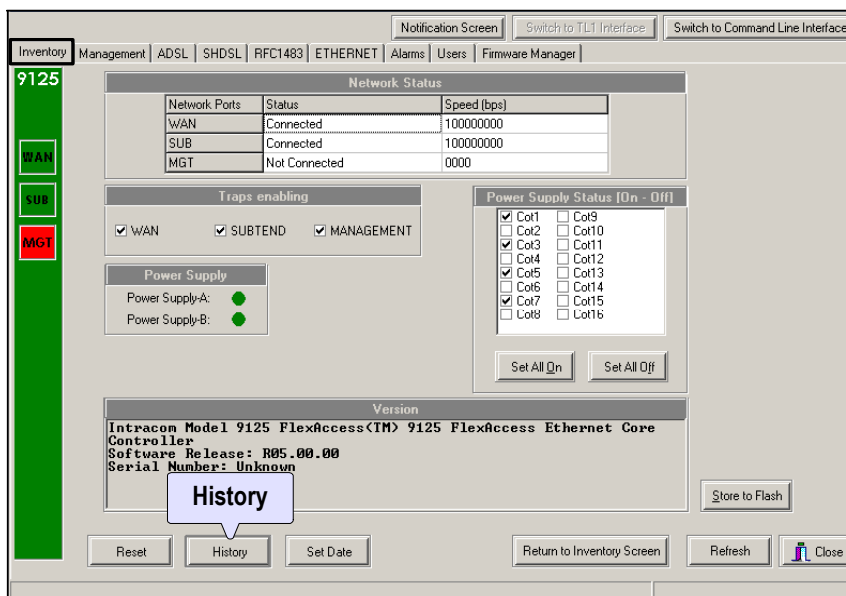 Notification Screen Switch to TL1 Interface Switch to Command Line Interface
Inventory Management ADSL SHDSL RFC1483 ETHERNET Alarms Users Firmware Manager
9125
WAN
SUB
MGT
Network Status
Network Ports Status Speed (bps)
WAN Connected 100000000
SUB Connected 100000000
MGT Not Connected 0000
Traps enabling
WAN SUBTEND MANAGEMENT
Power Supply
Power Supply-A:
Power Supply-B:
Power Supply Status [On - Off]
Cot1 Cot9
Cot2 Cot10
Cot3 Cot11
Cot4 Cot12
Cot5 Cot13
Cot6 Cot14
Cot7 Cot15
Cot8 Cot16
Set All On Set All Off
Version
Intracom Model 9125 FlexAccess(TM) 9125 FlexAccess Ethernet Core
Controller
Software Release: R05.00.00
Serial Number: Unknown
History
Store to Flash
Reset History Set Date Return to Inventory Screen Refresh Close